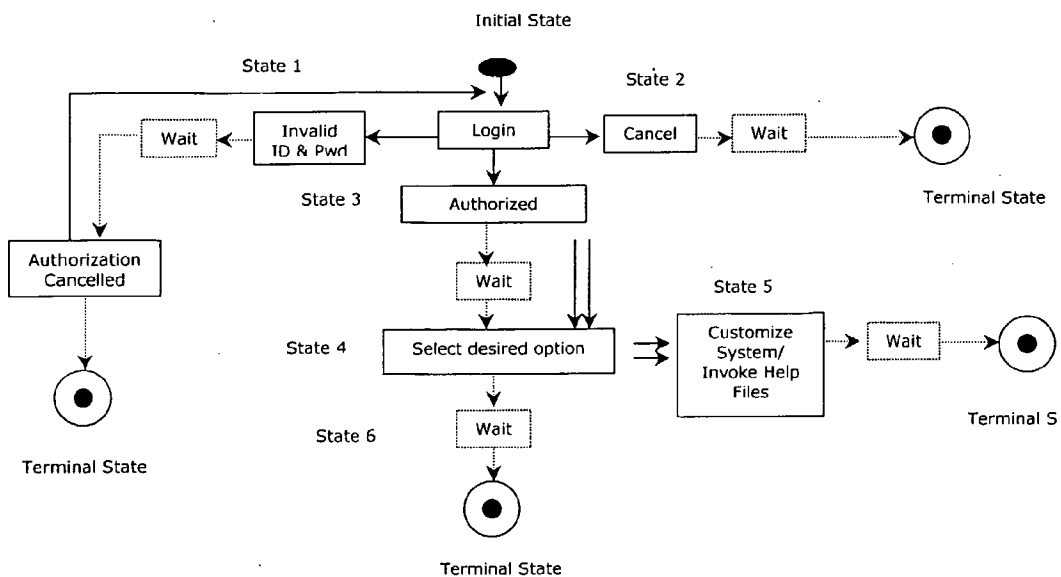 Initial State
State 1
State 2
Wait
Invalid
ID & Pwd
Login
Cancel
Wait
Terminal State
State 3
Authorized
Authorization
Cancelled
Wait
State 5
State 4
Select desired option
Customize
System/
Invoke Help
Files
Wait
Terminal S
State 6
Wait
Terminal State
Terminal State